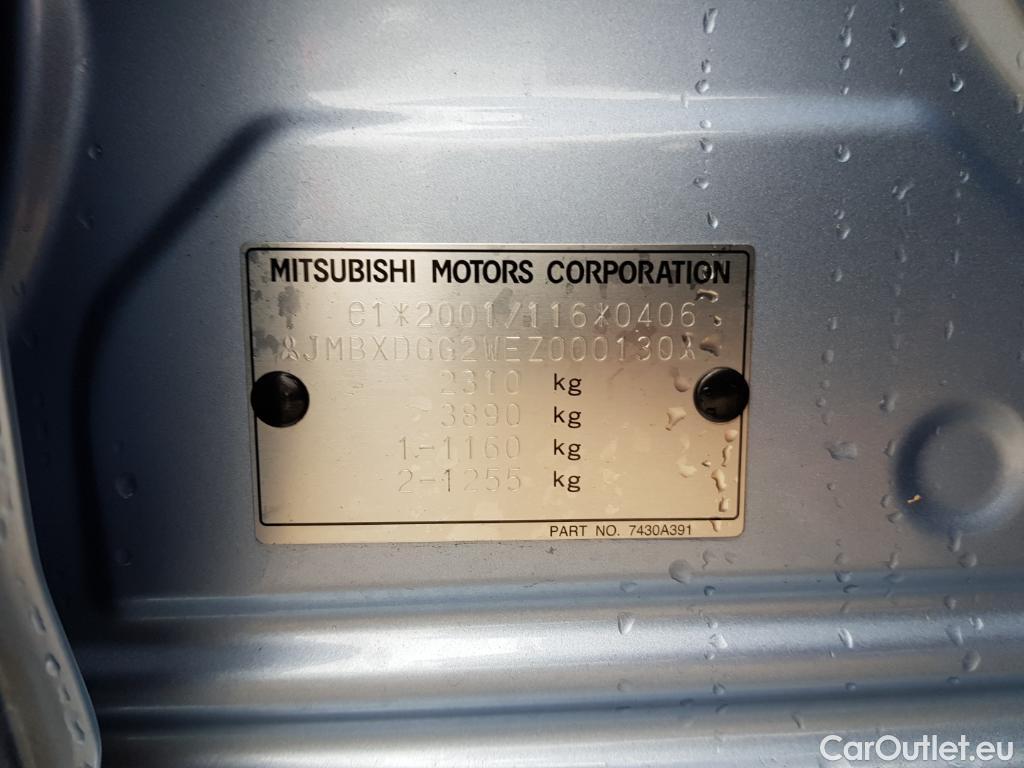 MITSUBISHI MOTORS CORPORATION
e1*2001/116*0406
*JMBXDGG2WEZ000130*
2310 kg
3890 kg
1-1160 kg
2-1255 kg
PART NO. 7430A391
CarOutlet.eu